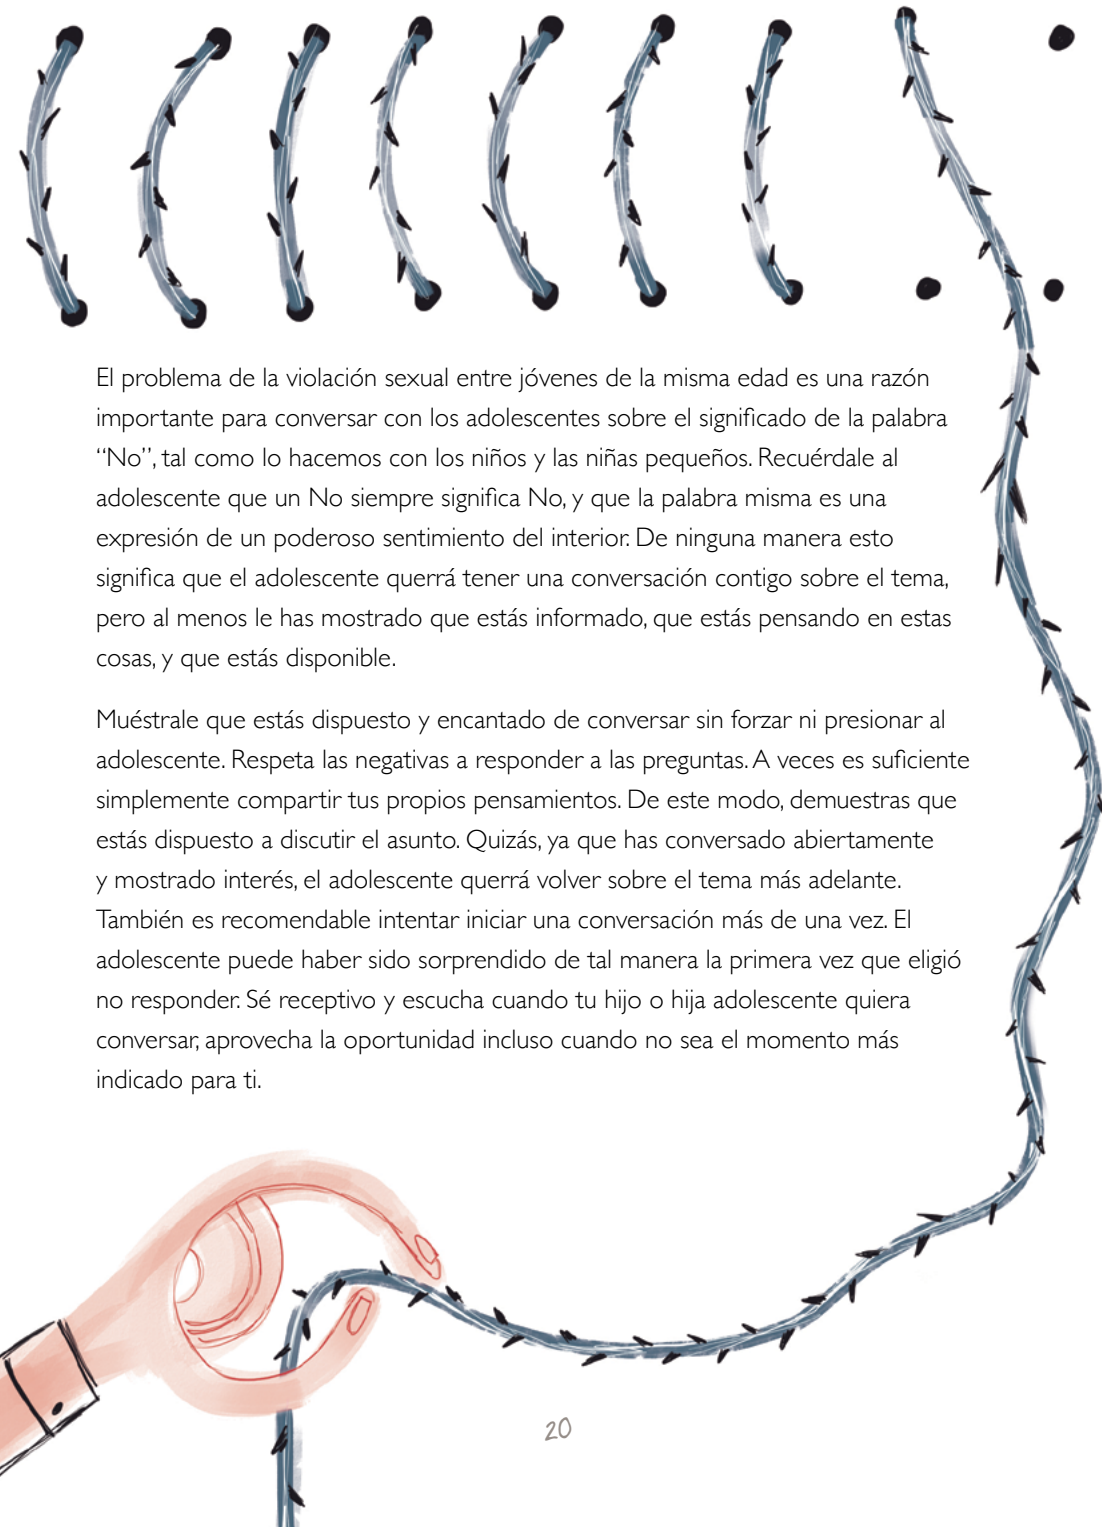 El problema de la violación sexual entre jóvenes de la misma edad es una razón
importante para conversar con los adolescentes sobre el significado de la palabra
“No”, tal como lo hacemos con los niños y las niñas pequeños. Recuérdale al
adolescente que un No siempre significa No, y que la palabra misma es una
expresión de un poderoso sentimiento del interior. De ninguna manera esto
significa que el adolescente querrá tener una conversación contigo sobre el tema,
pero al menos le has mostrado que estás informado, que estás pensando en estas
cosas, y que estás disponible.
Muéstrale que estás dispuesto y encantado de conversar sin forzar ni presionar al
adolescente. Respeta las negativas a responder a las preguntas. A veces es suficiente
simplemente compartir tus propios pensamientos. De este modo, demuestras que
estás dispuesto a discutir el asunto. Quizás, ya que has conversado abiertamente
y mostrado interés, el adolescente querrá volver sobre el tema más adelante.
También es recomendable intentar iniciar una conversación más de una vez. El
adolescente puede haber sido sorprendido de tal manera la primera vez que eligió
no responder. Sé receptivo y escucha cuando tu hijo o hija adolescente quiera
conversar, aprovecha la oportunidad incluso cuando no sea el momento más
indicado para ti.
20